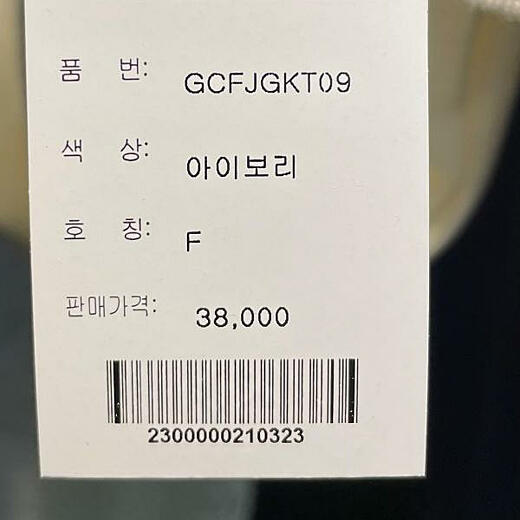 품 번: GCFJGKT09
색 상: 아이보리
호 칭: F
판매가격: 38,000
2300000210323